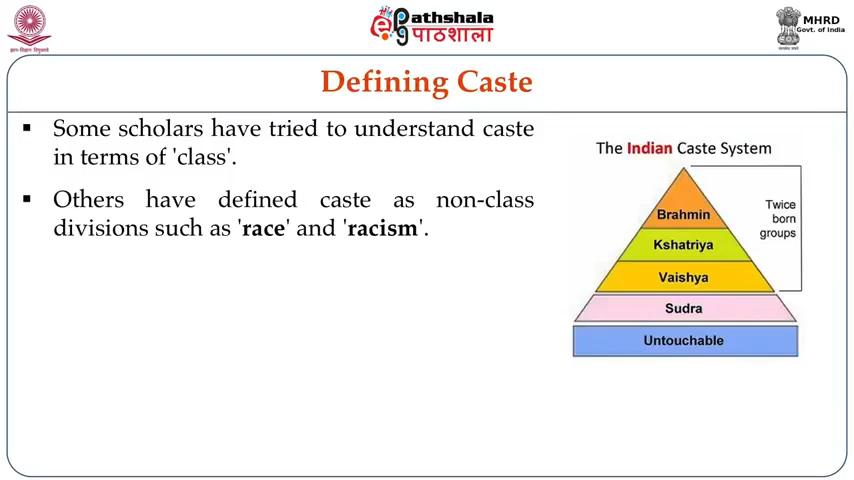 ePathshala
पाठशाला
MHRD
Govt. of India
Defining Caste
▪ Some scholars have tried to understand caste
in terms of 'class'.
▪ Others have defined caste as non-class
divisions such as 'race' and 'racism'.
The Indian Caste System
Twice
born
groups
Brahmin
Kshatriya
Vaishya
Sudra
Untouchable